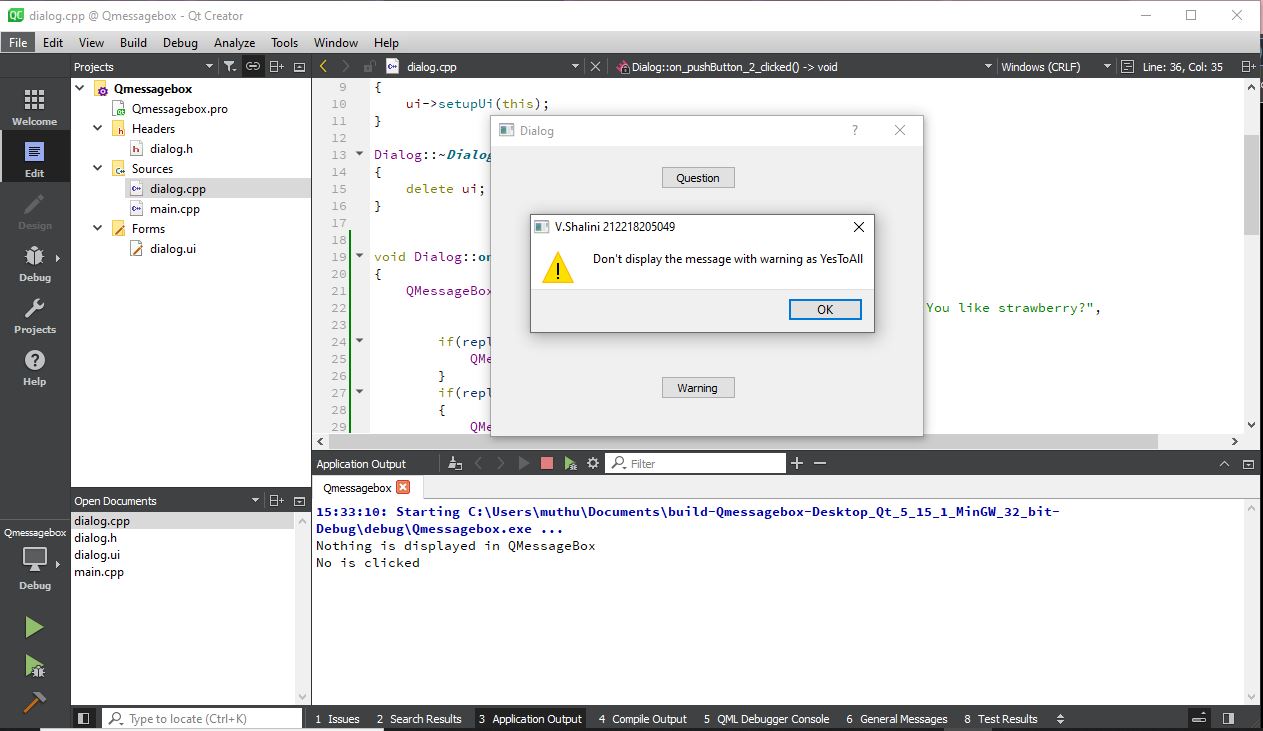 dialog.cpp @ Qmessagebox - Qt Creator
File Edit View Build Debug Analyze Tools Window Help
Projects
dialog.cpp
Dialog::on_pushButton_2_clicked() -> void
Windows (CRLF)
Line: 36, Col: 35
Welcome
Edit
Design
Debug
Projects
Help
Qmessagebox
Qmessagebox.pro
Headers
dialog.h
Sources
dialog.cpp
main.cpp
Forms
dialog.ui
9 {
10 ui->setupUi(this);
11 }
12
13 Dialog::~Dialog
14 {
15 delete ui;
16 }
17
18
19 void Dialog::on
20 {
21 QMessageBox
22 You like strawberry?",
23
24 if(repl
25 QMe
26 }
27 if(repl
28 {
29 QMe
Dialog
?
Question
V.Shalini 212218205049
Don't display the message with warning as YesToAll
OK
Warning
Open Documents
dialog.cpp
dialog.h
dialog.ui
main.cpp
Qmessagebox
Debug
Application Output
Filter
Qmessagebox
15:33:10: Starting C:\Users\muthu\Documents\build-Qmessagebox-Desktop_Qt_5_15_1_MinGW_32_bit-
Debug\debug\Qmessagebox.exe ...
Nothing is displayed in QMessageBox
No is clicked
Type to locate (Ctrl+K)
1 Issues 2 Search Results 3 Application Output 4 Compile Output 5 QML Debugger Console 6 General Messages 8 Test Results